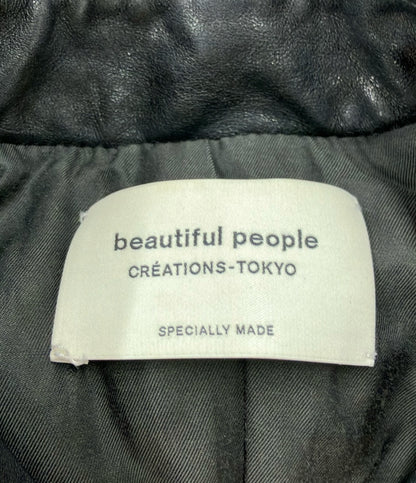 beautiful people
CRÉATIONS-TOKYO
SPECIALLY MADE